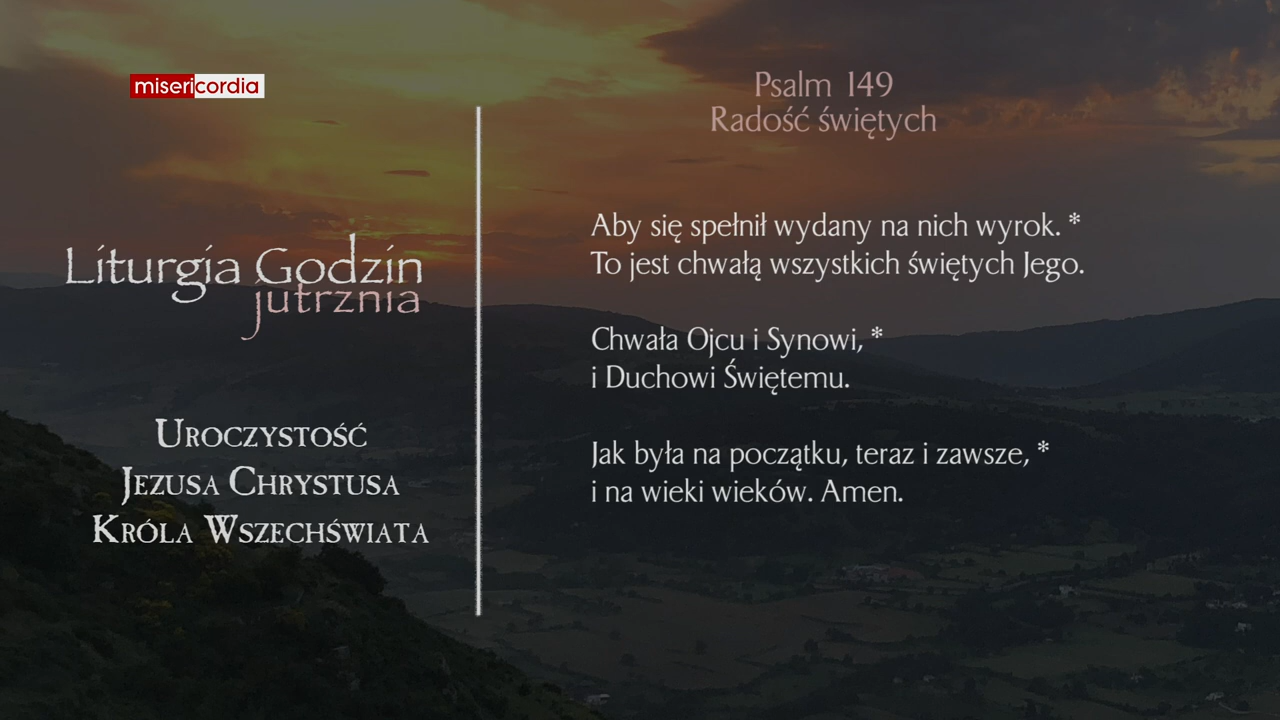 misericordia
Liturgia Godzin
jutrznia
Uroczystość
Jezusa Chrystusa
Króla Wszechświata
Psalm 149
Radość świętych
Aby się spełnił wydany na nich wyrok. *
To jest chwałą wszystkich świętych Jego.
Chwała Ojcu i Synowi, *
i Duchowi Świętemu.
Jak była na początku, teraz i zawsze, *
i na wieki wieków. Amen.